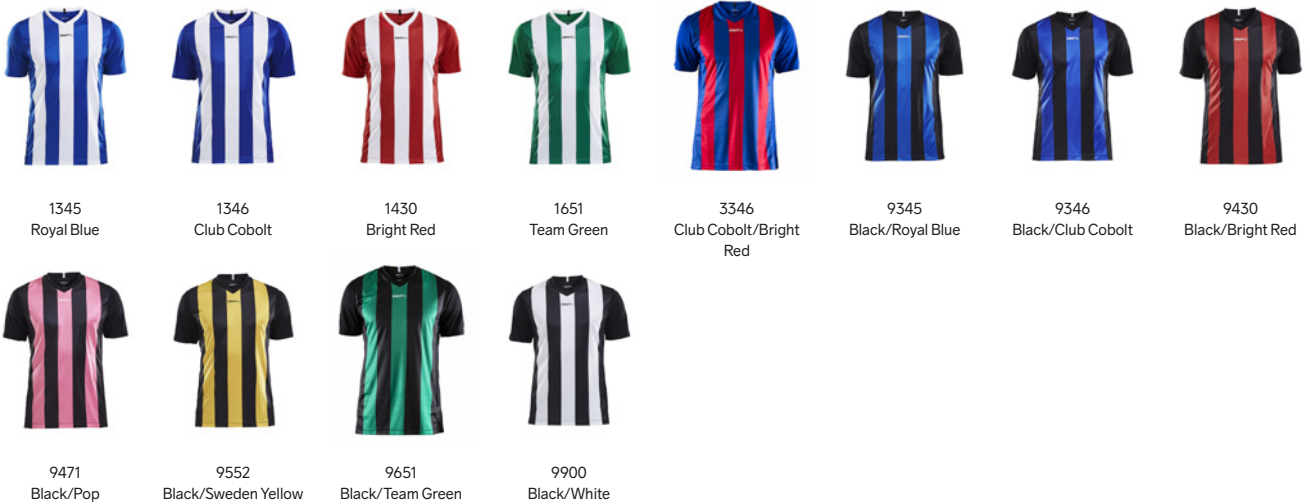 1345
Royal Blue
1346
Club Cobolt
1430
Bright Red
1651
Team Green
3346
Club Cobolt/Bright
Red
9345
Black/Royal Blue
9346
Black/Club Cobolt
9430
Black/Bright Red
9471
Black/Pop
9552
Black/Sweden Yellow
9651
Black/Team Green
9900
Black/White